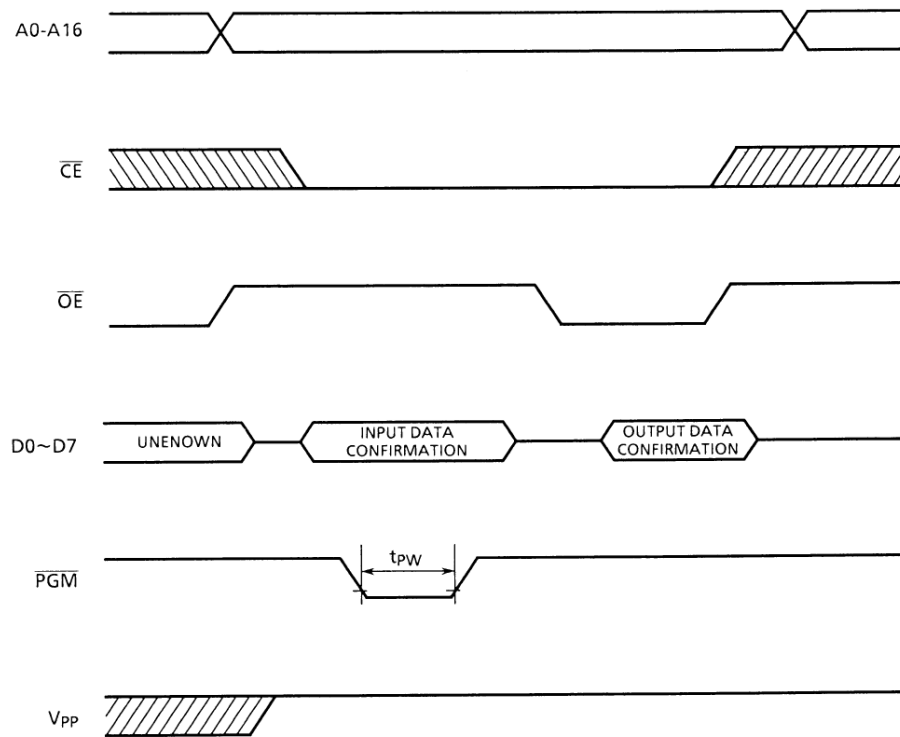 A0-A16
CE
OE
D0~D7
UNENOWN
INPUT DATA
CONFIRMATION
OUTPUT DATA
CONFIRMATION
PGM
tPW
VPP